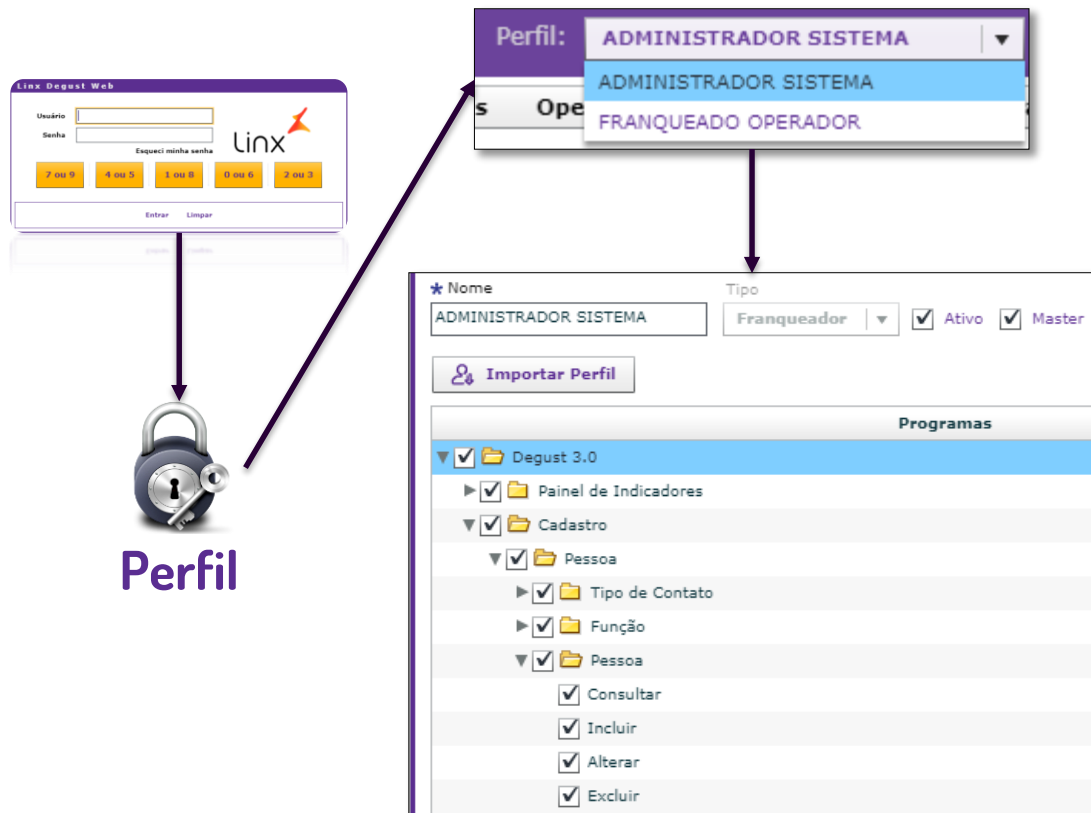 Linx Degust Web
Usuário
Senha
Linx
Esqueci minha senha
7 ou 9 4 ou 5 1 ou 8 0 ou 6 2 ou 3
Entrar Limpar
Perfil
Perfil: ADMINISTRADOR SISTEMA
ADMINISTRADOR SISTEMA
s Ope
FRANQUEADO OPERADOR
* Nome Tipo
ADMINISTRADOR SISTEMA Franqueador Ativo Master
Importar Perfil
Programas
Degust 3.0
Painel de Indicadores
Cadastro
Pessoa
Tipo de Contato
Função
Pessoa
Consultar
Incluir
Alterar
Excluir